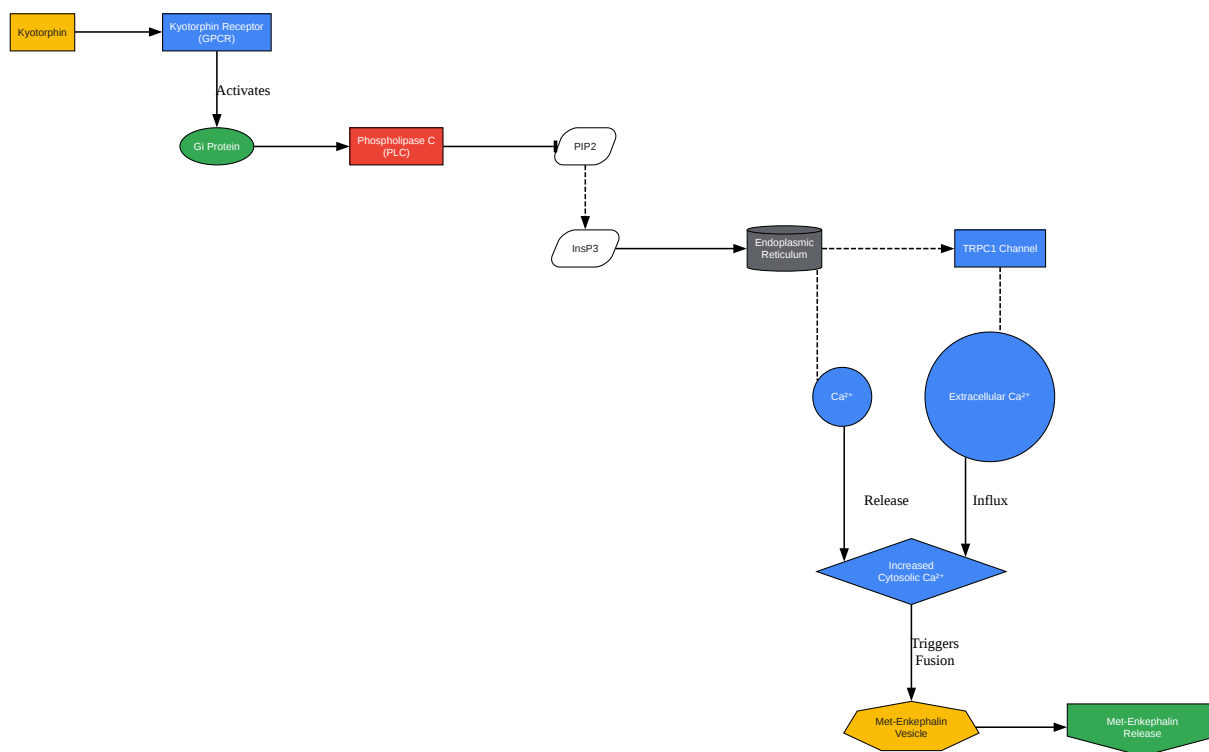 Kyotorphin
Kyotorphin Receptor
(GPCR)
Activates
Gi Protein
Phospholipase C
(PLC)
PIP2
InsP3
Endoplasmic
Reticulum
TRPC1 Channel
Ca²⁺
Extracellular Ca²⁺
Release
Influx
Increased
Cytosolic Ca²⁺
Triggers
Fusion
Met-Enkephalin
Vesicle
Met-Enkephalin
Release